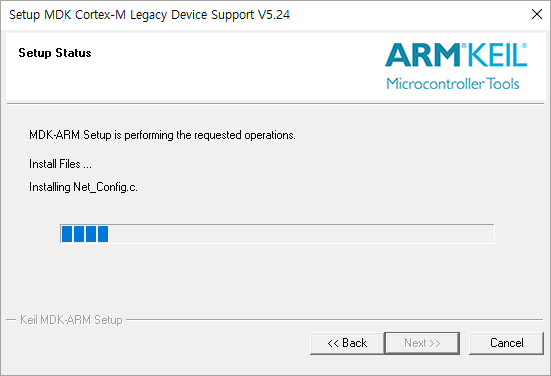 Setup MDK Cortex-M Legacy Device Support V5.24
Setup Status
ARM KEIL®
Microcontroller Tools
MDK-ARM Setup is performing the requested operations.
Install Files ...
Installing Net_Config.c.
Keil MDK-ARM Setup
<< Back
Next >>
Cancel